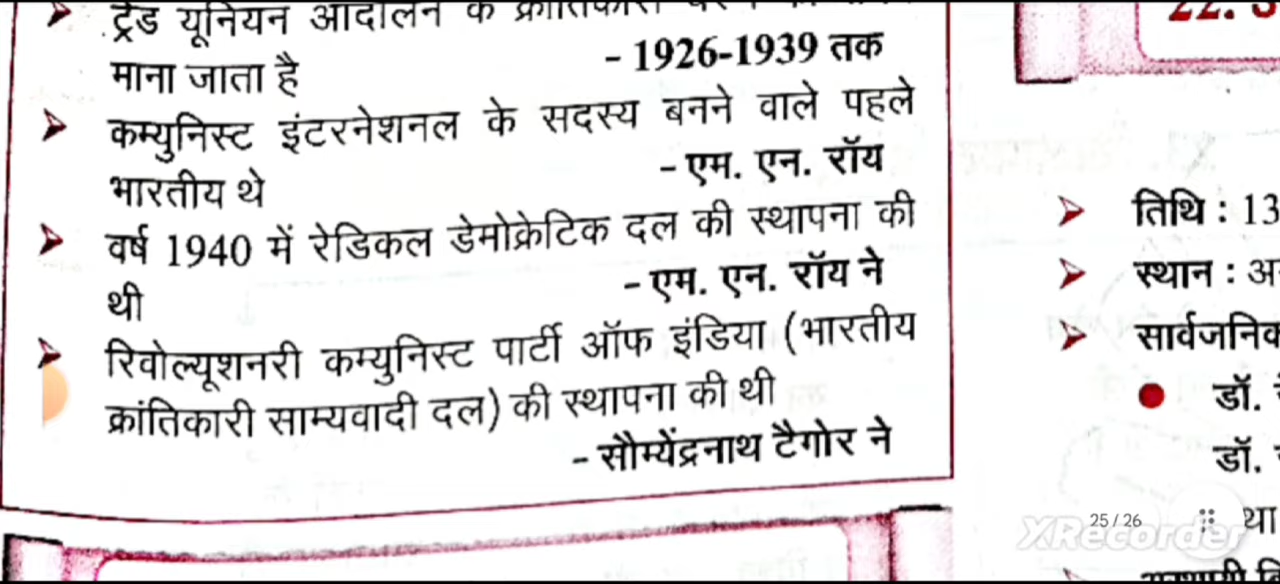 ट्रेड यूनियन आंदोलन के
माना जाता है
- 1926-1939 तक
कम्युनिस्ट इंटरनेशनल के सदस्य बनने वाले पहले
भारतीय थे
- एम. एन. रॉय
वर्ष 1940 में रेडिकल डेमोक्रेटिक दल की स्थापना की
थी
- एम. एन. रॉय ने
रिवोल्यूशनरी कम्युनिस्ट पार्टी ऑफ इंडिया (भारतीय
क्रांतिकारी साम्यवादी दल) की स्थापना की थी
- सौम्येंद्रनाथ टैगोर ने
22.
तिथि : 13
स्थान :
सार्वजनिक
डॉ.
डॉ.
था
25 / 26
XRecorder